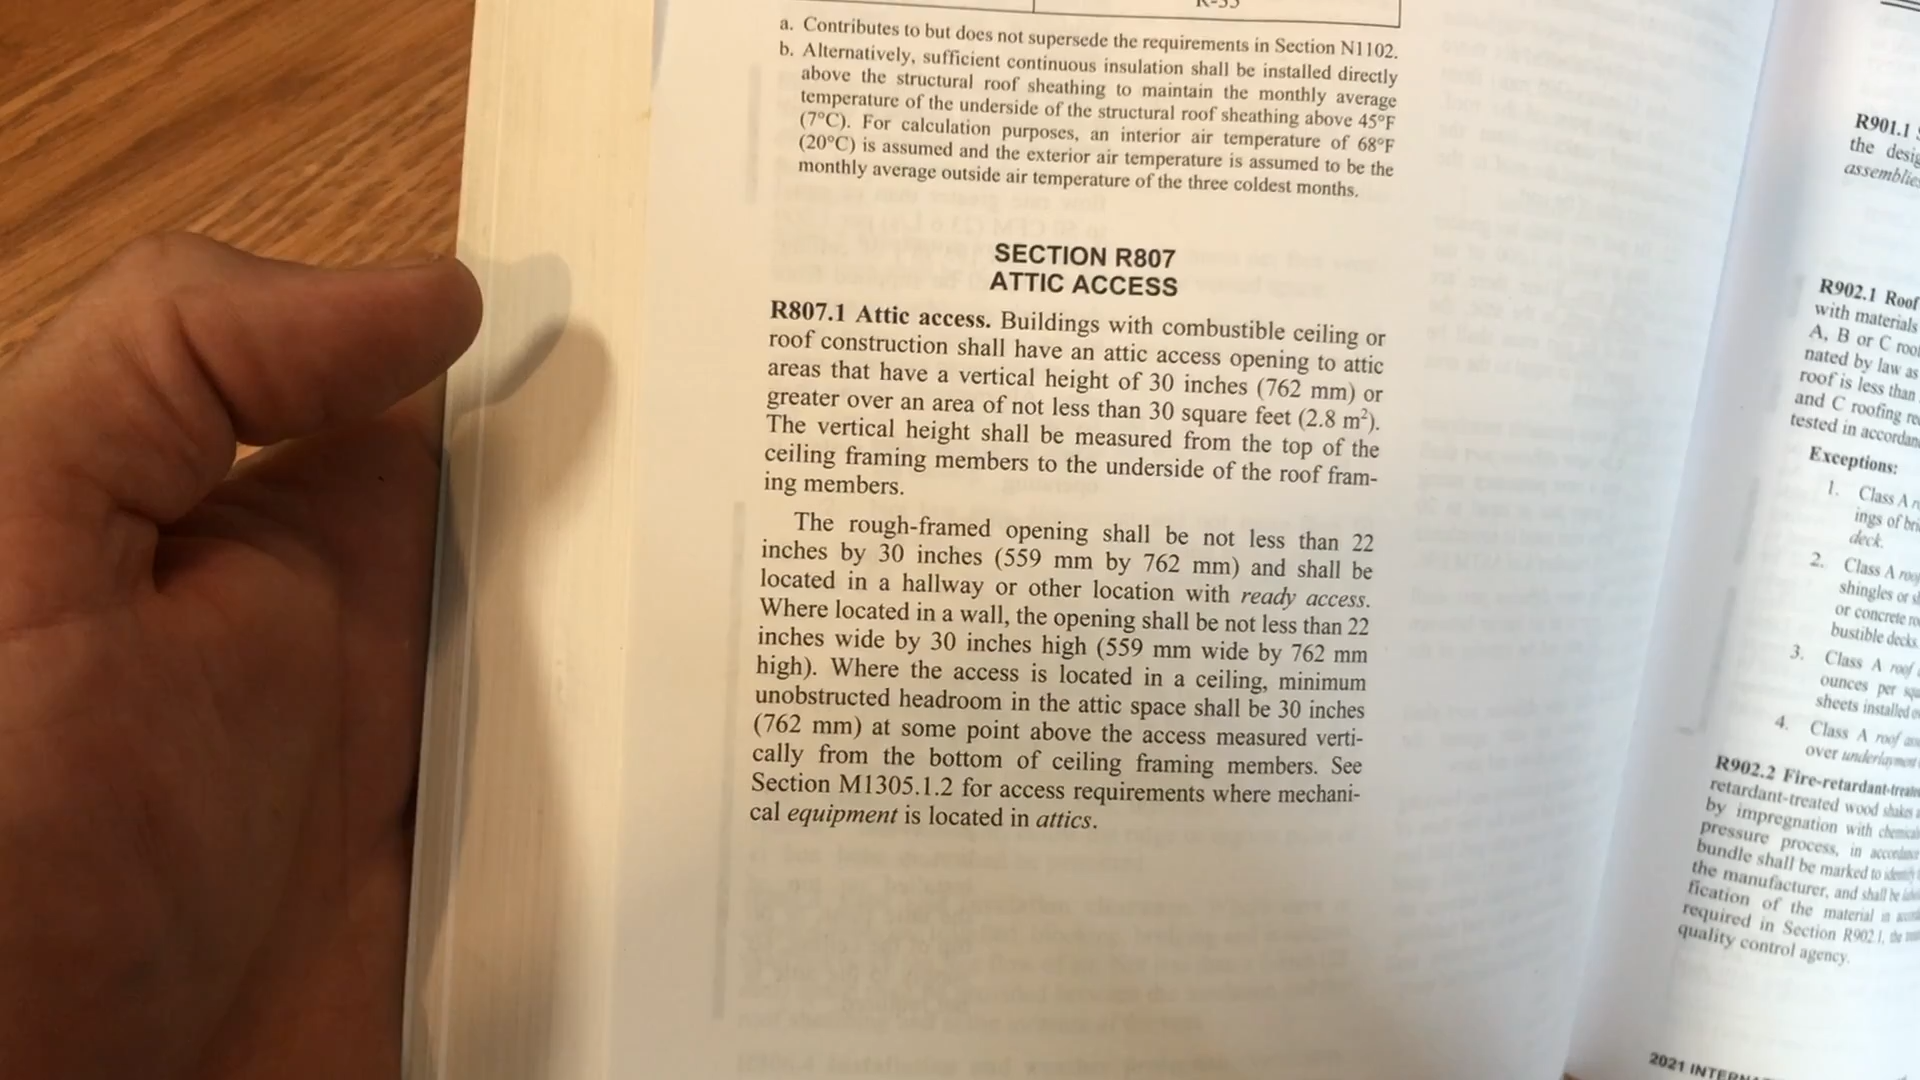 a. Contributes to but does not supersede the requirements in Section N1102.
b. Alternatively, sufficient continuous insulation shall be installed directly
above the structural roof sheathing to maintain the monthly average
temperature of the underside of the structural roof sheathing above 45°F
(7°C). For calculation purposes, an interior air temperature of 68°F
(20°C) is assumed and the exterior air temperature is assumed to be the
monthly average outside air temperature of the three coldest months.
SECTION R807
ATTIC ACCESS
R807.1 Attic access. Buildings with combustible ceiling or
roof construction shall have an attic access opening to attic
areas that have a vertical height of 30 inches (762 mm) or
greater over an area of not less than 30 square feet (2.8 m²).
The vertical height shall be measured from the top of the
ceiling framing members to the underside of the roof fram-
ing members.
The rough-framed opening shall be not less than 22
inches by 30 inches (559 mm by 762 mm) and shall be
located in a hallway or other location with ready access.
Where located in a wall, the opening shall be not less than 22
inches wide by 30 inches high (559 mm wide by 762 mm
high). Where the access is located in a ceiling, minimum
unobstructed headroom in the attic space shall be 30 inches
(762 mm) at some point above the access measured verti-
cally from the bottom of ceiling framing members. See
Section M1305.1.2 for access requirements where mechani-
cal equipment is located in attics.
R901.1
the
R902.1 Roof
with materials
A, B or C
nated by law as
roof is less than
and C roofing
tested in
Exceptions:
1. Class A
ings of
deck.
2. Class A
shingles or
or concrete
bustible decks.
3. Class A roof
ounces per
sheets installed
4. Class A roof
over underlayment
R902.2 Fire-retardant-treated
retardant-treated wood shakes
by impregnation with
pressure process, in
bundle shall be marked to identify
the manufacturer, and shall be
fication of the material in
required in Section R902.1, the
quality control agency.
2021